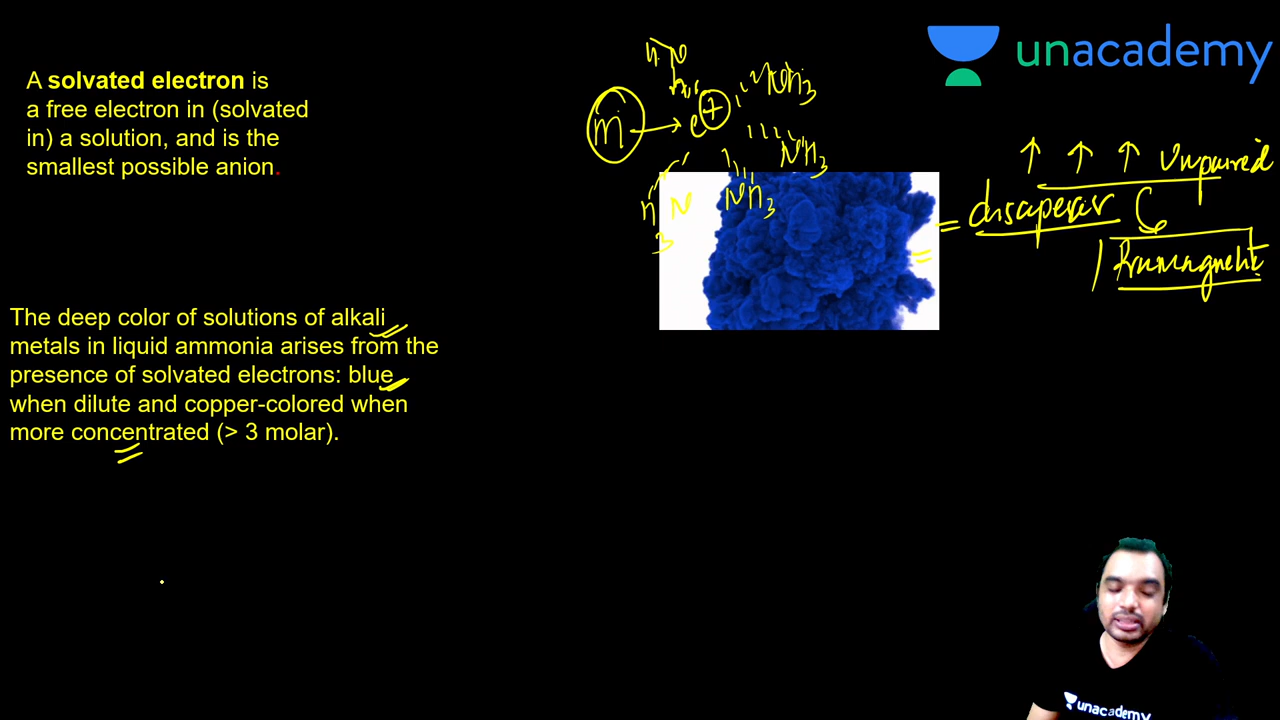 unacademy
A solvated electron is
a free electron in (solvated
in) a solution, and is the
smallest possible anion.
The deep color of solutions of alkali
metals in liquid ammonia arises from the
presence of solvated electrons: blue
when dilute and copper-colored when
more concentrated (> 3 molar).
m → e +
NH3
NH3
NH3
H N
3
↑ ↑ ↑ Unpaired
= disapear
unacademy